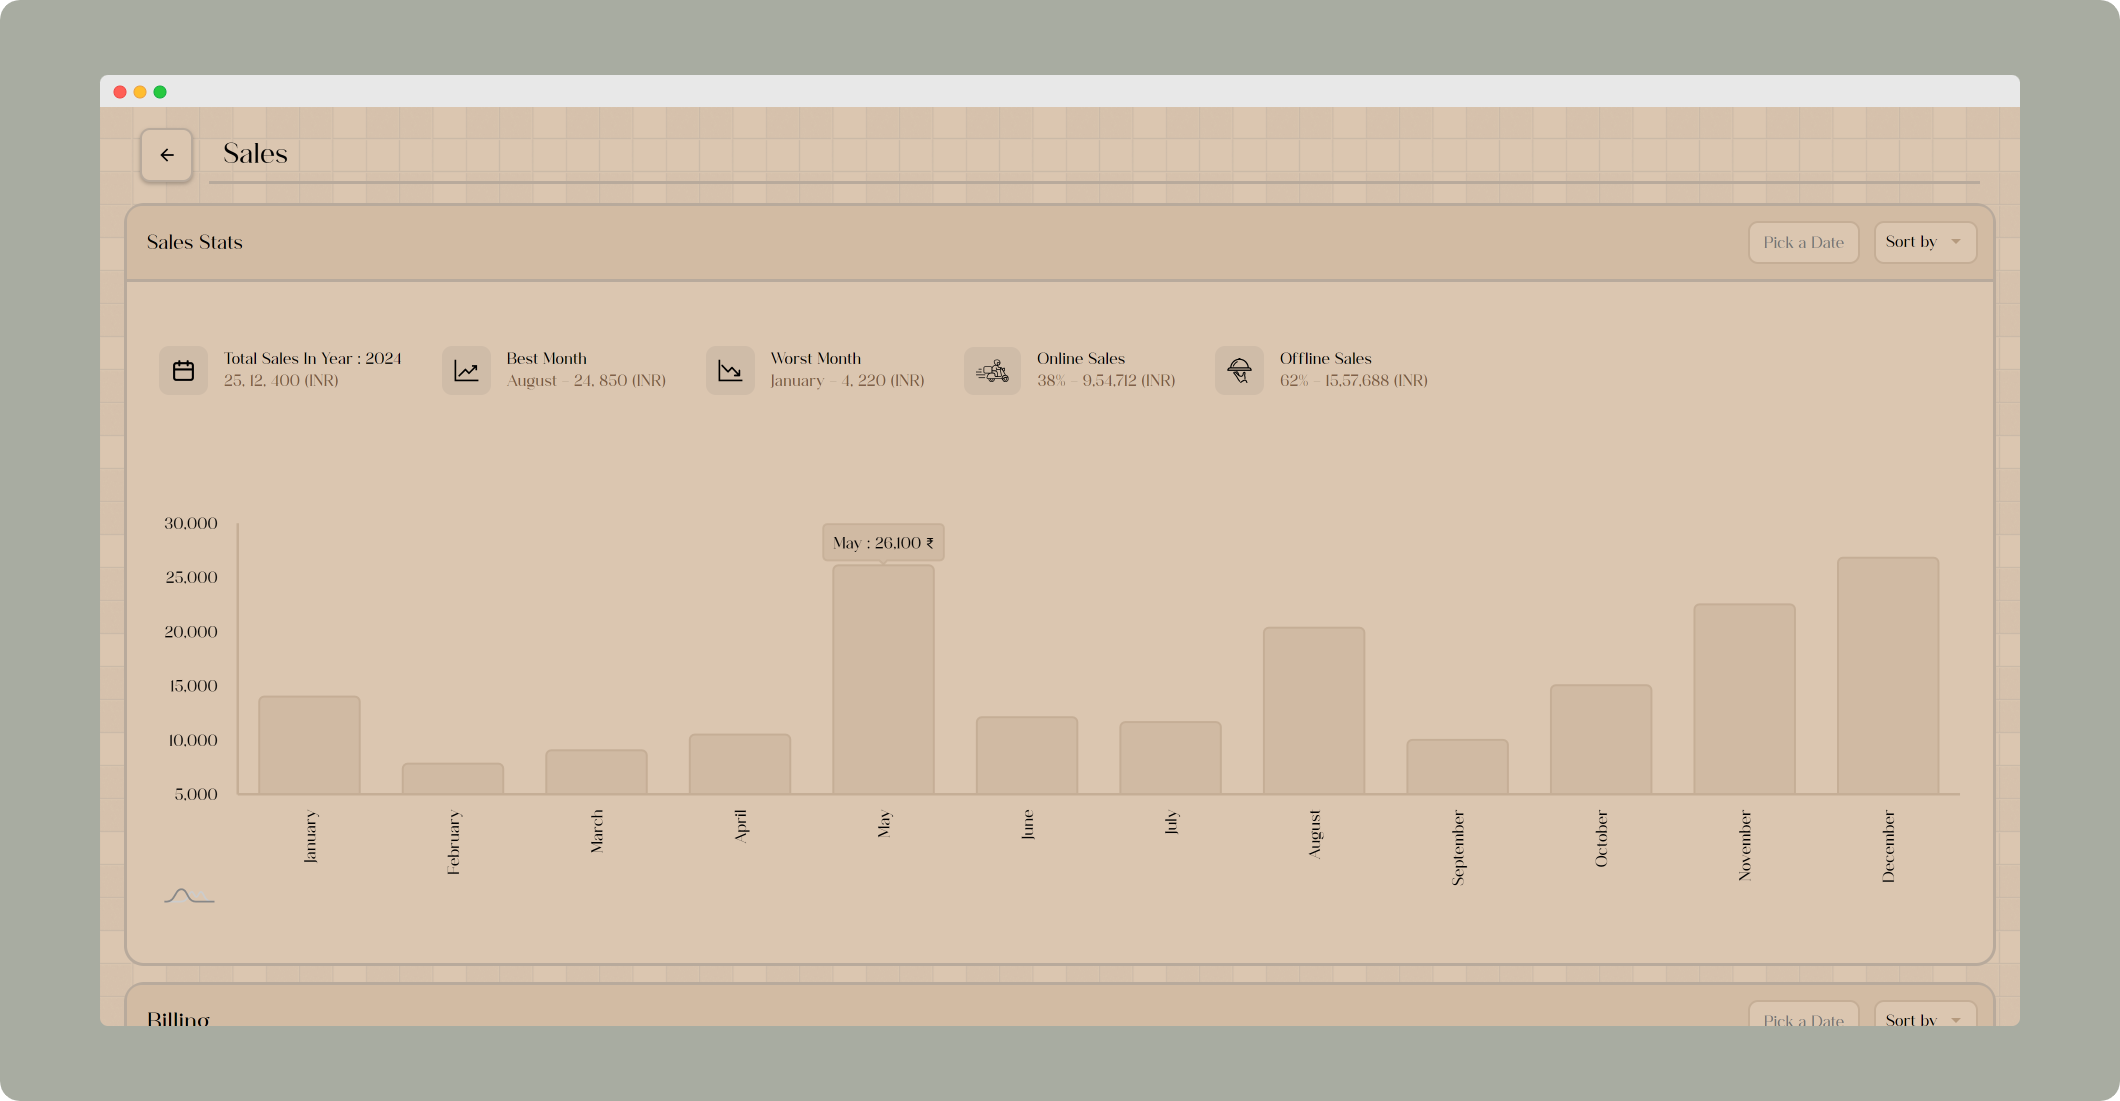 Sales
Sales Stats
Pick a Date
Sort by
Total Sales In Year : 2024
25, 12, 400 (INR)
Best Month
August - 24, 850 (INR)
Worst Month
January - 4, 220 (INR)
Online Sales
38% - 9,54,712 (INR)
Offline Sales
62% - 15,57,688 (INR)
30,000
25,000
20,000
15,000
10,000
5,000
May : 26,100 ₹
January
February
March
April
May
June
July
August
September
October
November
December
Billing
Pick a Date
Sort by